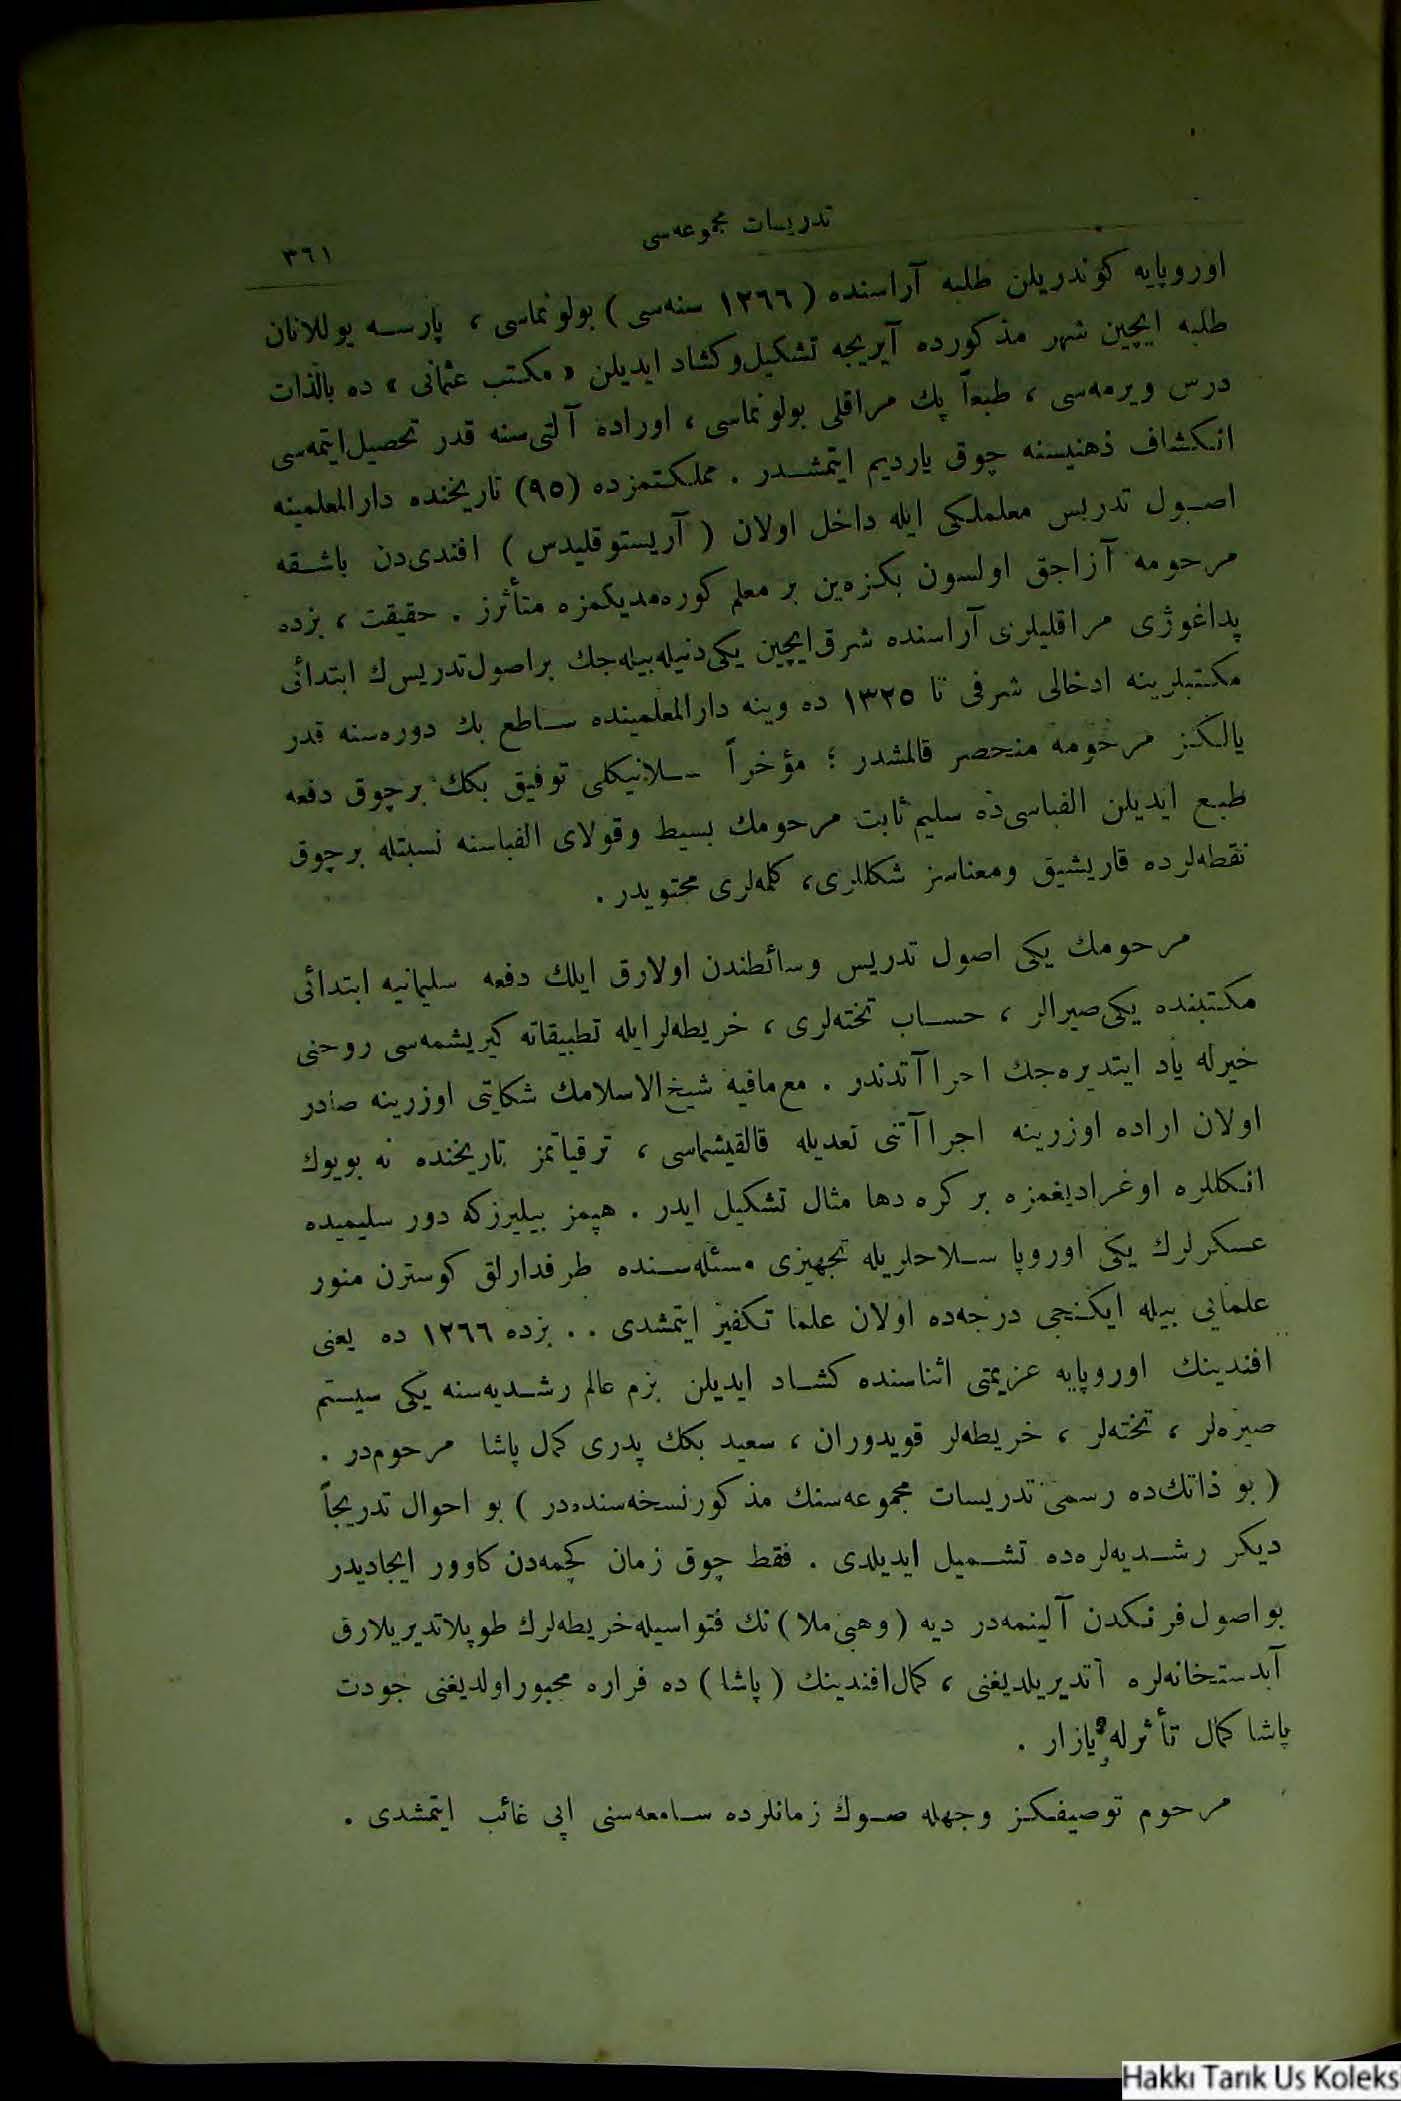 تدریسات مجموعه‌سی
٣٦١
اوروپایه کوندریلن طلبه آراسنده ( ١٢٦٦ سنه‌سی ) بولونماسی ، پارسه یوللانان
طلبه ایچین شهر مذکورده آیریجه تشکیل وکشاد ایدیلن « مکتب عثمانی » ده بالذات
درس ویرمه‌سی ، طبعاً پك مراقلی بولونماسی ، اوراده آلتی سنه قدر تحصیل ایتمه‌سی
انکشاف ذهنیسنه چوق یاردیم ایتمشدر . مملکتمزده (٩٥) تاریخنده دارالمعلمینه
اصول تدریس معلملکی ایله داخل اولان ( آریستوقلیدس ) افندی‌دن باشقه
مرحومه آزاجق اولسون بکزه‌ین بر معلم کوره‌مدیکمزه متأثرز . حقیقت ، بزده
پداغوژی مراقلیلری آراسنده شرق ایچین یکی دنیله‌بیله‌جك بر اصول تدریسك ابتدائی
مکتبلرینه ادخالی شرفی تا ١٣٢٥ ده وینه دارالمعلمینده ساطع بك دوره‌سنه قدر
یالکز مرحومه منحصر قالمشدر ؛ مؤخراً سلانیکلی توفیق بکك برچوق دفعه
طبع ایدیلن الفباسی‌ده سلیم ثابت مرحومك بسیط وقولای الفباسنه نسبتله برچوق
نقطه‌لرده قاریشیق ومعناسز شکللری ، کلمه‌لری محتویدر .
مرحومك یکی اصول تدریس وسائطندن اولارق ایلك دفعه سلیمانیه ابتدائی
مکتبنده یکی صیرالر ، حساب تخته‌لری ، خریطه‌لر ایله تطبیقاته کیریشمه‌سی روحنی
خیرله یاد ایتدیره‌جك اجراآتدندر . مع‌مافیه شیخ‌الاسلامك شکایتی اوزرینه صادر
اولان اراده اوزرینه اجراآتنی تعدیله قالقیشماسی ، ترقیاتمز تاریخنده نه بویوك
انکللره اوغرادیغمزه بر کره دها مثال تشکیل ایدر . هپمز بیلیرزکه دور سلیمیده
عسکرلرك یکی اوروپا سلاحلریله تجهیزی مسئله‌سنده طرفدارلق کوسترن منور
علمایی بیله ایکنجی درجه‌ده اولان علما تکفیر ایتمشدی . . بزده ١٢٦٦ ده یعنی
افندینك اوروپایه عزیمتی اثناسنده کشاد ایدیلن بزم عالم رشدیه‌سنه یکی سیستم
صیره‌لر ، تخته‌لر ، خریطه‌لر قویدوران ، سعید بکك پدری کمال پاشا مرحوم‌در .
( بو ذاتك‌ده رسمی تدریسات مجموعه‌سنك مذکور نسخه‌سنده‌در ) بو احوال تدریجاً
دیکر رشدیه‌لره‌ده تشمیل ایدیلدی . فقط چوق زمان کچمه‌دن کاوور ایجادیدر
بو اصول فرنکدن آلینمه‌در دیه ( وهبی ملا ) نك فتواسیله خریطه‌لرك طوپلاتدیریلارق
آبدستخانه‌لره آتدیریلدیغنی ، کمال افندینك ( پاشا ) ده فراره مجبور اولدیغنی جودت
پاشا کمال تأثرله یازار .
مرحوم توصیفکز وجهله صوك زمانلرده سامعه‌سنی اپی غائب ایتمشدی .
Hakkı Tarık Us Koleks